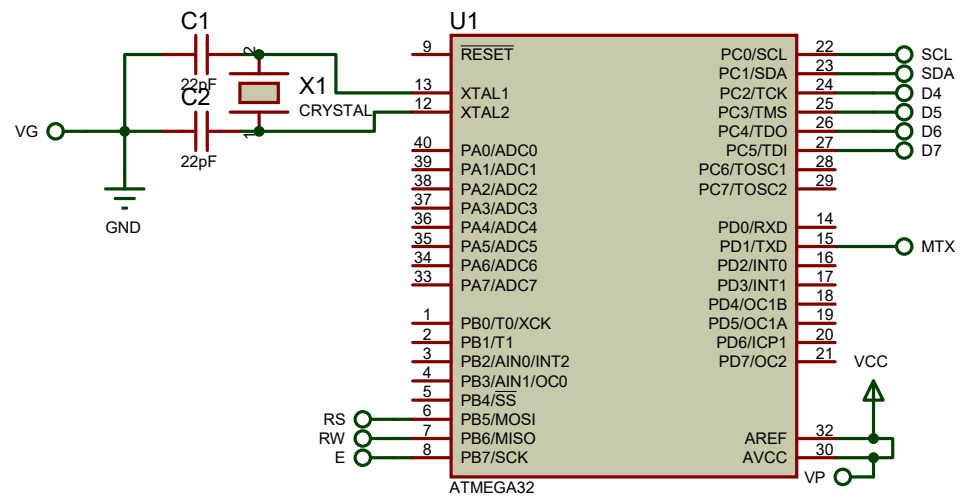 C1
22pF
C2
22pF
VG
GND
2
1
X1
CRYSTAL
U1
9 RESET
13 XTAL1
12 XTAL2
40 PA0/ADC0
39 PA1/ADC1
38 PA2/ADC2
37 PA3/ADC3
36 PA4/ADC4
35 PA5/ADC5
34 PA6/ADC6
33 PA7/ADC7
1 PB0/T0/XCK
2 PB1/T1
3 PB2/AIN0/INT2
4 PB3/AIN1/OC0
5 PB4/SS
RS 6 PB5/MOSI
RW 7 PB6/MISO
E 8 PB7/SCK
PC0/SCL 22 SCL
PC1/SDA 23 SDA
PC2/TCK 24 D4
PC3/TMS 25 D5
PC4/TDO 26 D6
PC5/TDI 27 D7
PC6/TOSC1 28
PC7/TOSC2 29
PD0/RXD 14
PD1/TXD 15 MTX
PD2/INT0 16
PD3/INT1 17
PD4/OC1B 18
PD5/OC1A 19
PD6/ICP1 20
PD7/OC2 21
VCC
AREF 32
AVCC 30
VP
ATMEGA32